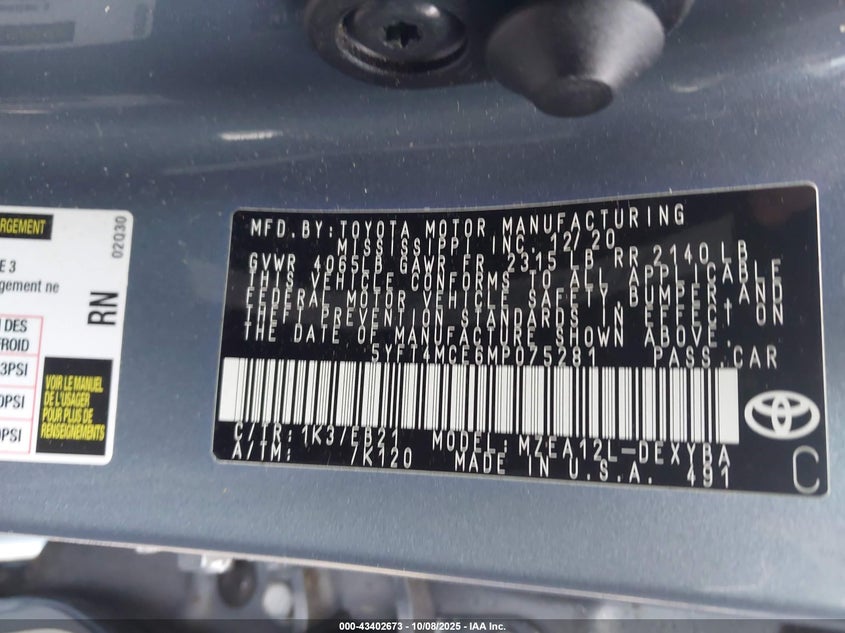 RGEMENT
E 3
gement ne
DES
FROID
3PSI
0PSI
0PSI
02030
RN
VOIR LE MANUEL
DE L'USAGER
POUR PLUS DE
RENSEIGNEMENTS
MFD. BY: TOYOTA MOTOR MANUFACTURING
MISSISSIPPI INC. 12/20
GVWR 4065LB GAWR FR 2315 LB RR 2140 LB
THIS VEHICLE CONFORMS TO ALL APPLICABLE
FEDERAL MOTOR VEHICLE SAFETY, BUMPER, AND
THEFT PREVENTION STANDARDS IN EFFECT ON
THE DATE OF MANUFACTURE SHOWN ABOVE.
5YFT4MCE6MP075281 PASS. CAR
C/TR: 1K3/EB21 MODEL: MZEA12L-DEXYBA
A/TM: /K120 MADE IN U.S.A. 491
C
000-43402673 - 10/08/2025 - IAA Inc.